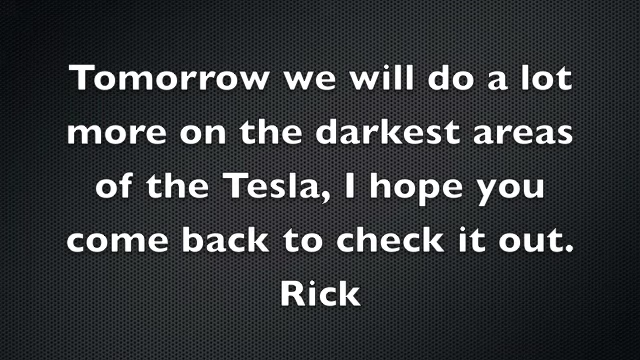 Tomorrow we will do a lot
more on the darkest areas
of the Tesla, I hope you
come back to check it out.
Rick